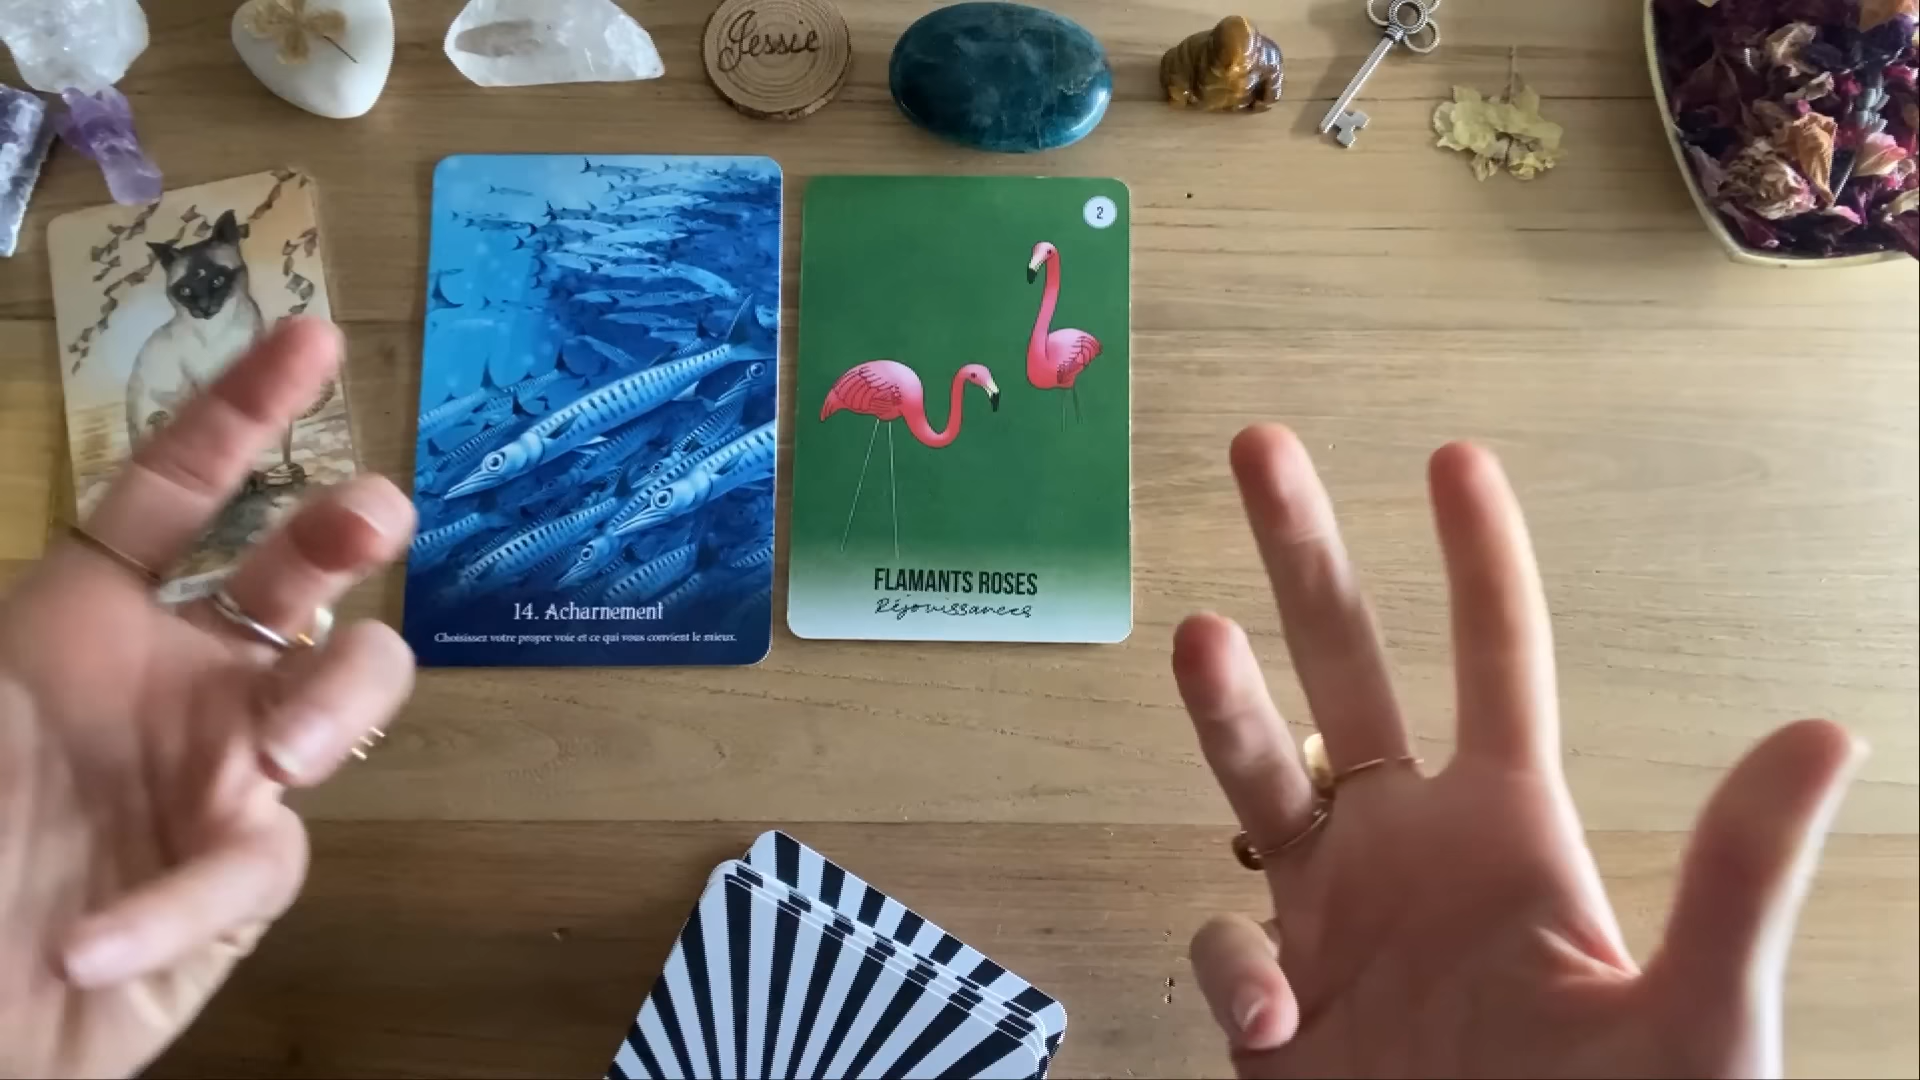 Jessie
2
14. Acharnement
Choisissez votre propre voie et ce qui vous convient le mieux.
FLAMANTS ROSES
Réjouissances